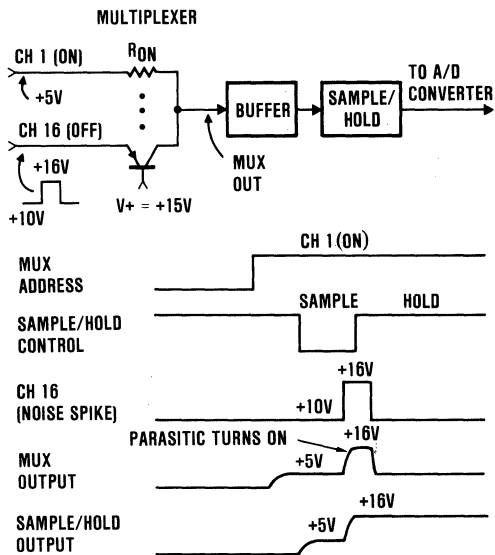 MULTIPLEXER
CH 1 (ON)
RON
+5V
CH 16 (OFF)
+16V
+10V
V+ = +15V
BUFFER
SAMPLE/
HOLD
TO A/D
CONVERTER
MUX
OUT
CH 1 (ON)
MUX
ADDRESS
SAMPLE HOLD
SAMPLE/HOLD
CONTROL
+16V
CH 16
(NOISE SPIKE)
+10V
PARASITIC TURNS ON
+16V
MUX
OUTPUT
+5V
+16V
SAMPLE/HOLD
OUTPUT
+5V